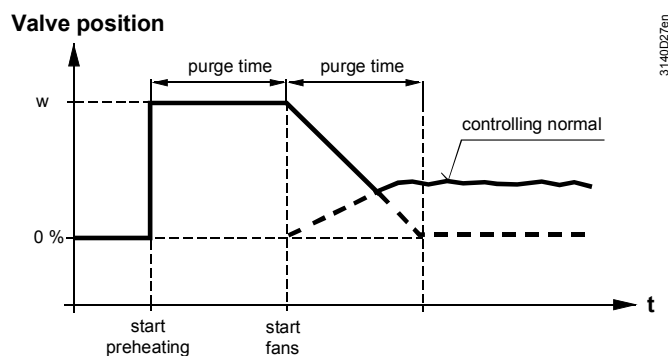 Valve position
3140D27en
purge time
purge time
w
controlling normal
0 %
t
start
preheating
start
fans